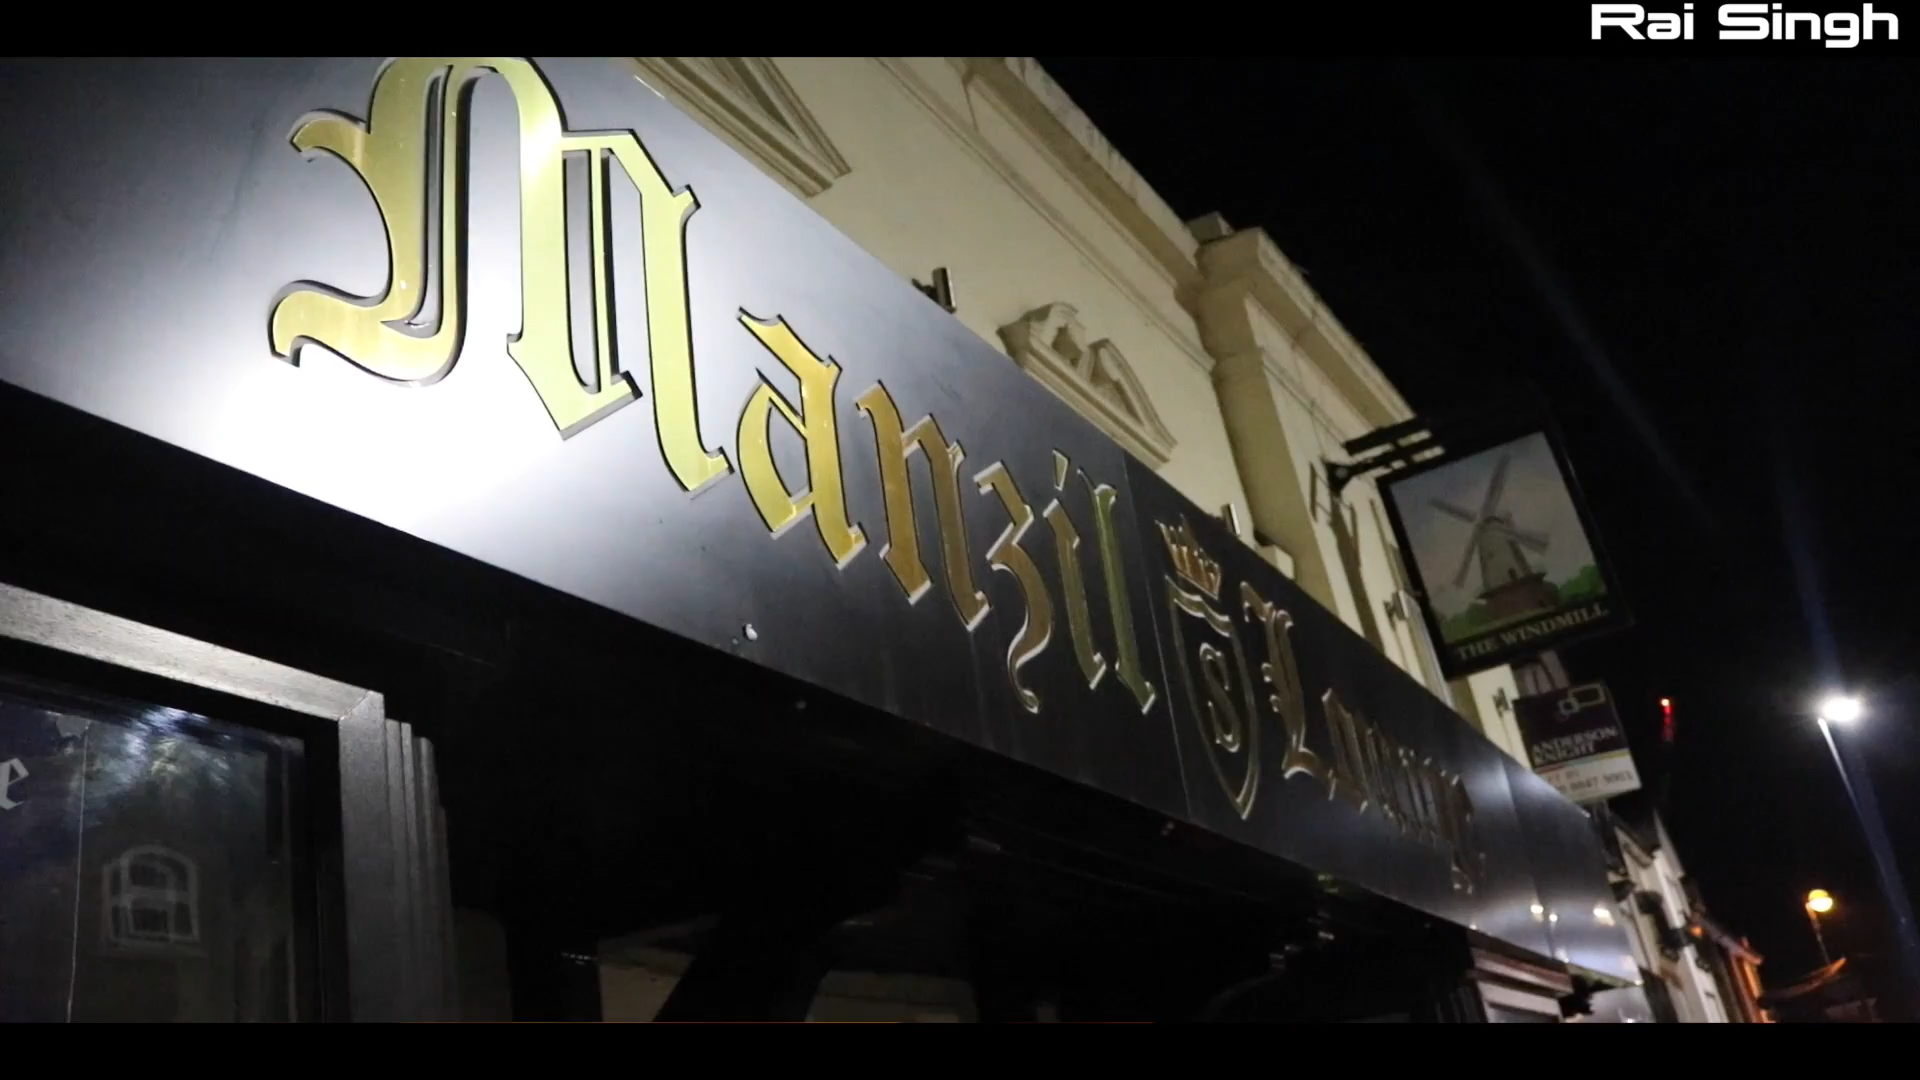 Rai Singh
Manzil
S
Lounge
THE WINDMILL
ANDERSON
KNIGHT
e